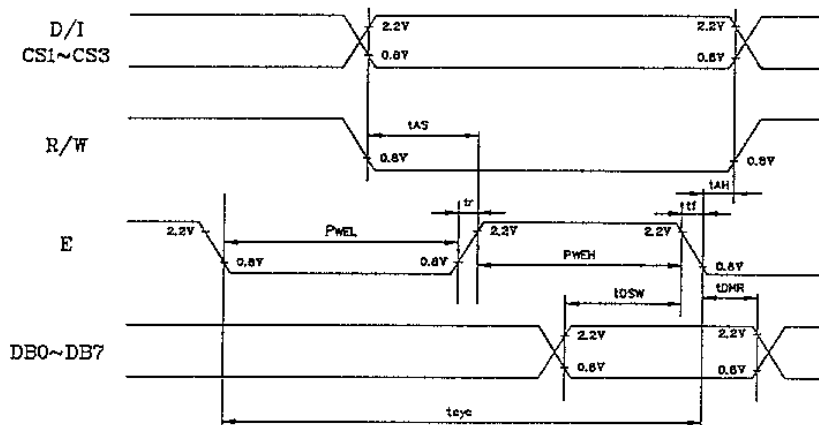 D/I
CS1~CS3
2.2V
2.2V
0.8V
0.8V
R/W
tAS
0.8V
0.8V
tAH
E
2.2V
PWEL
tr
2.2V
2.2V
tf
0.8V
0.8V
PWEH
0.8V
tDSW
tDHR
DB0~DB7
2.2V
2.2V
0.8V
0.8V
tcyc